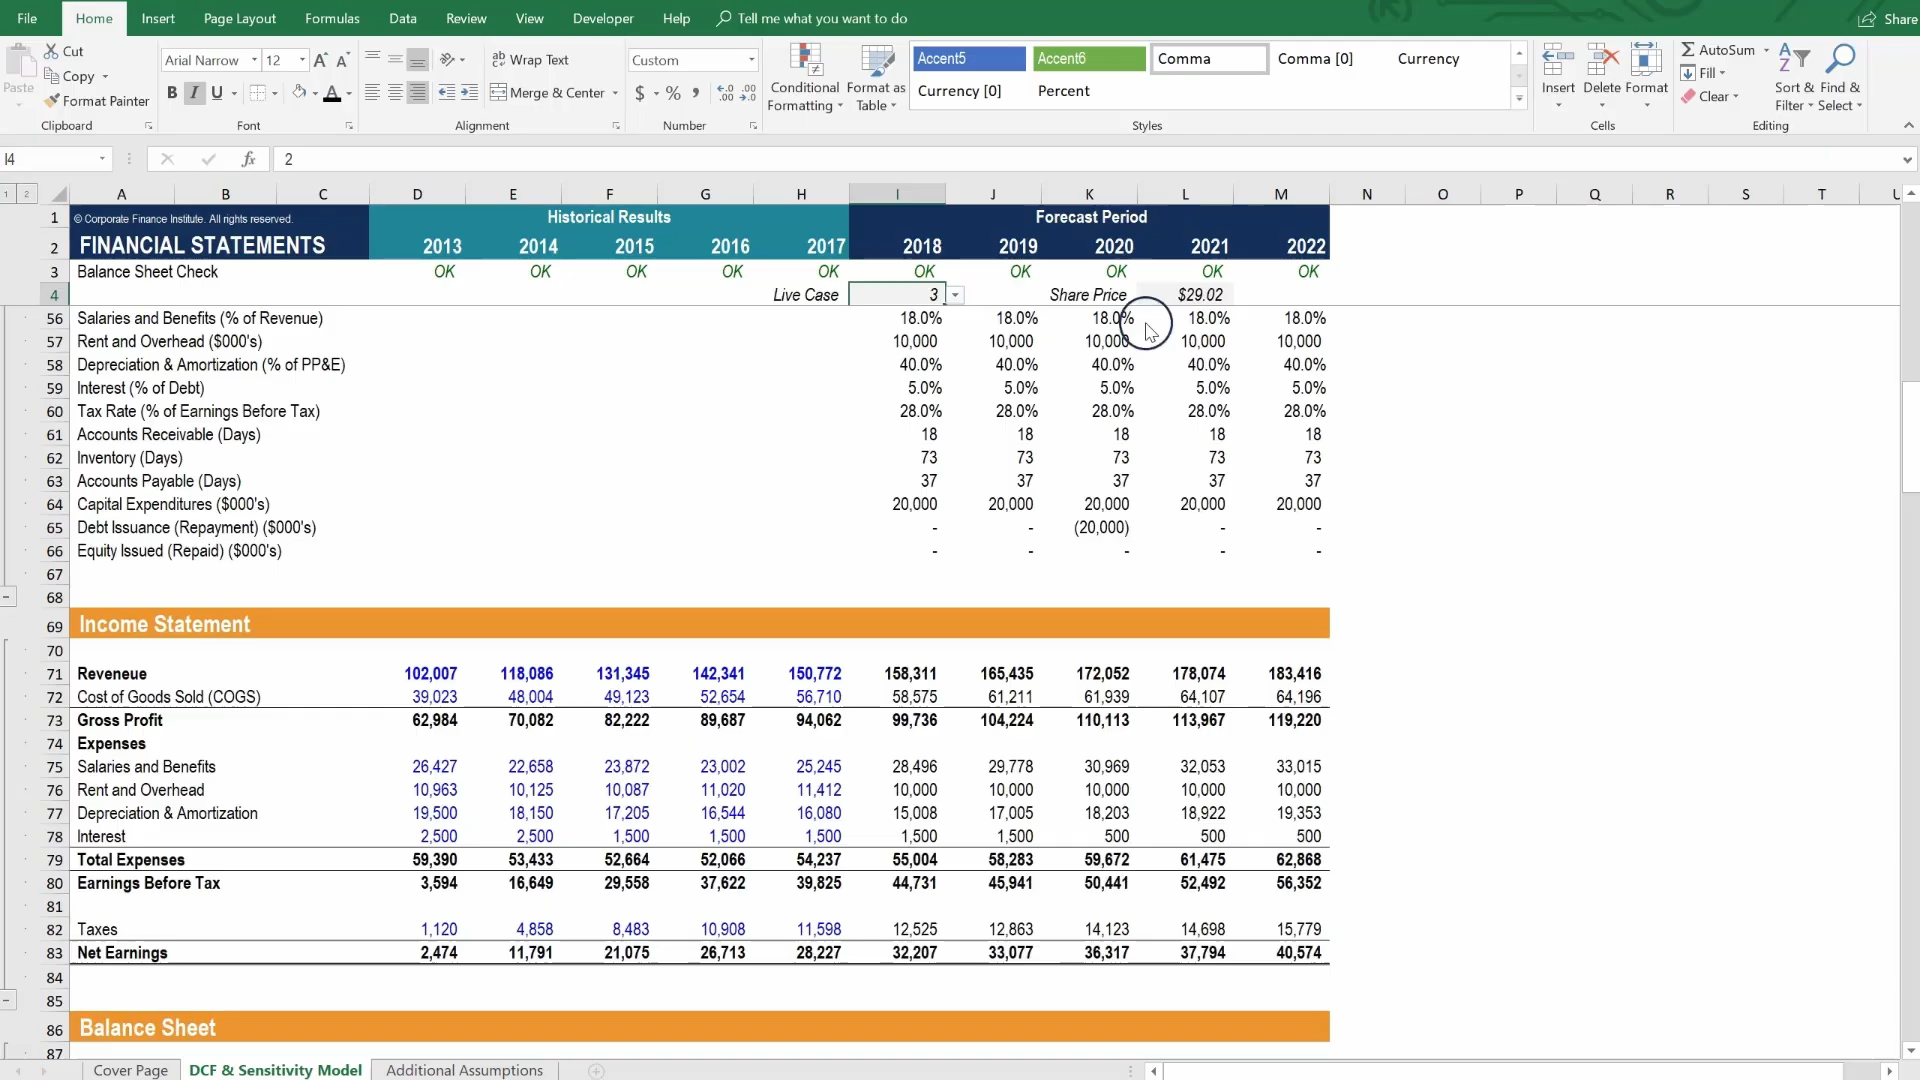 File Home Insert Page Layout Formulas Data Review View Developer Help Tell me what you want to do Share
Cut
Copy
Format Painter
Paste
Clipboard
Arial Narrow 12
B I U
Font
Wrap Text
Merge & Center
Alignment
Custom
$ % ,
Number
Conditional Formatting
Format as Table
Accent5 Accent6 Comma Comma [0] Currency
Currency [0] Percent
Styles
Insert Delete Format
Cells
AutoSum
Fill
Clear
Sort & Filter
Find & Select
Editing
I4 fx 2
1 2 A B C D E F G H I J K L M N O P Q R S T U
1 © Corporate Finance Institute. All rights reserved. Historical Results Forecast Period
2 FINANCIAL STATEMENTS 2013 2014 2015 2016 2017 2018 2019 2020 2021 2022
3 Balance Sheet Check OK OK OK OK OK OK OK OK OK OK
4 Live Case 3 Share Price $29.02
56 Salaries and Benefits (% of Revenue) 18.0% 18.0% 18.0% 18.0% 18.0%
57 Rent and Overhead ($000's) 10,000 10,000 10,000 10,000 10,000
58 Depreciation & Amortization (% of PP&E) 40.0% 40.0% 40.0% 40.0% 40.0%
59 Interest (% of Debt) 5.0% 5.0% 5.0% 5.0% 5.0%
60 Tax Rate (% of Earnings Before Tax) 28.0% 28.0% 28.0% 28.0% 28.0%
61 Accounts Receivable (Days) 18 18 18 18 18
62 Inventory (Days) 73 73 73 73 73
63 Accounts Payable (Days) 37 37 37 37 37
64 Capital Expenditures ($000's) 20,000 20,000 20,000 20,000 20,000
65 Debt Issuance (Repayment) ($000's) - - (20,000) - -
66 Equity Issued (Repaid) ($000's) - - - - -
67
68
69 Income Statement
70
71 Reveneue 102,007 118,086 131,345 142,341 150,772 158,311 165,435 172,052 178,074 183,416
72 Cost of Goods Sold (COGS) 39,023 48,004 49,123 52,654 56,710 58,575 61,211 61,939 64,107 64,196
73 Gross Profit 62,984 70,082 82,222 89,687 94,062 99,736 104,224 110,113 113,967 119,220
74 Expenses
75 Salaries and Benefits 26,427 22,658 23,872 23,002 25,245 28,496 29,778 30,969 32,053 33,015
76 Rent and Overhead 10,963 10,125 10,087 11,020 11,412 10,000 10,000 10,000 10,000 10,000
77 Depreciation & Amortization 19,500 18,150 17,205 16,544 16,080 15,008 17,005 18,203 18,922 19,353
78 Interest 2,500 2,500 1,500 1,500 1,500 1,500 1,500 500 500 500
79 Total Expenses 59,390 53,433 52,664 52,066 54,237 55,004 58,283 59,672 61,475 62,868
80 Earnings Before Tax 3,594 16,649 29,558 37,622 39,825 44,731 45,941 50,441 52,492 56,352
81
82 Taxes 1,120 4,858 8,483 10,908 11,598 12,525 12,863 14,123 14,698 15,779
83 Net Earnings 2,474 11,791 21,075 26,713 28,227 32,207 33,077 36,317 37,794 40,574
84
85
86 Balance Sheet
87
Cover Page DCF & Sensitivity Model Additional Assumptions